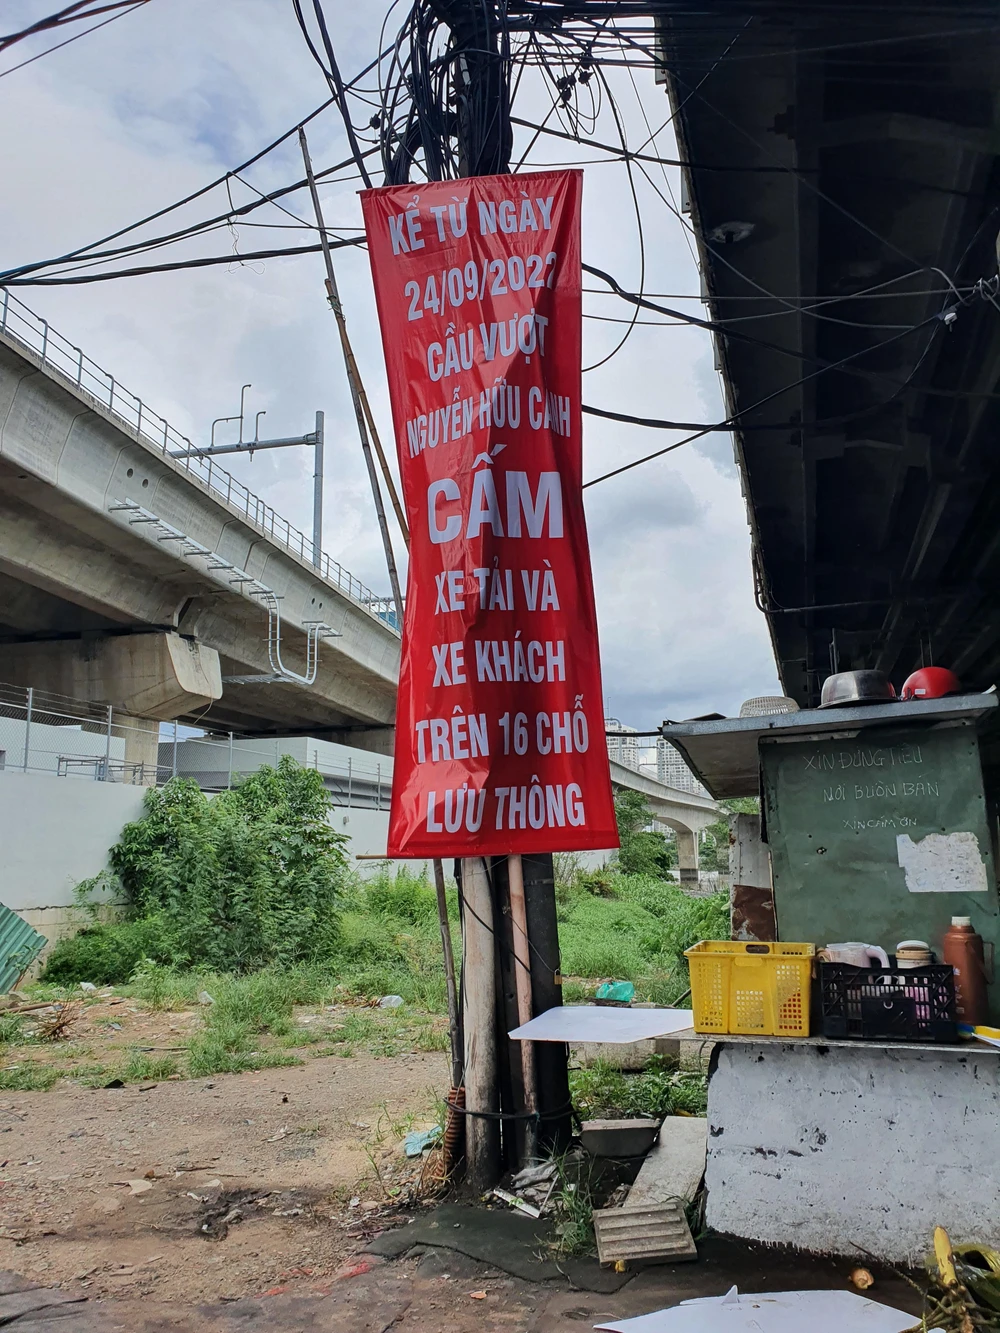 KỂ TỪ NGÀY
24/09/2022
CẦU VƯỢT
NGUYỄN HỮU CẢNH
CẤM
XE TẢI VÀ
XE KHÁCH
TRÊN 16 CHỖ
LƯU THÔNG
XIN ĐỪNG TIỂU
NƠI BUÔN BÁN
XIN CẢM ƠN